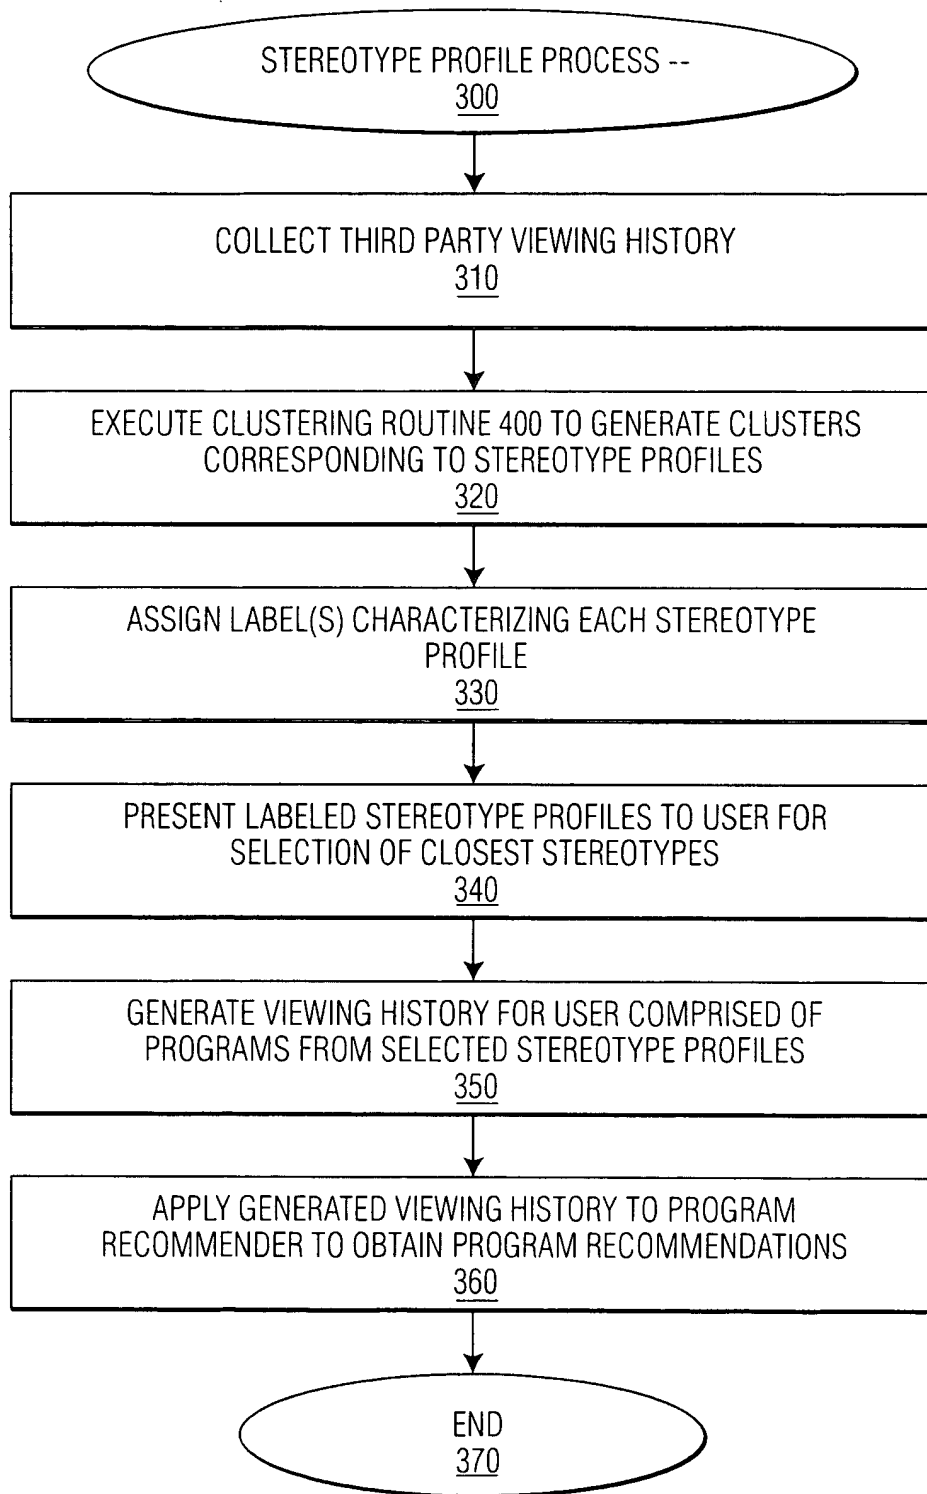 STEREOTYPE PROFILE PROCESS --
300
COLLECT THIRD PARTY VIEWING HISTORY
310
EXECUTE CLUSTERING ROUTINE 400 TO GENERATE CLUSTERS
CORRESPONDING TO STEREOTYPE PROFILES
320
ASSIGN LABEL(S) CHARACTERIZING EACH STEREOTYPE
PROFILE
330
PRESENT LABELED STEREOTYPE PROFILES TO USER FOR
SELECTION OF CLOSEST STEREOTYPES
340
GENERATE VIEWING HISTORY FOR USER COMPRISED OF
PROGRAMS FROM SELECTED STEREOTYPE PROFILES
350
APPLY GENERATED VIEWING HISTORY TO PROGRAM
RECOMMENDER TO OBTAIN PROGRAM RECOMMENDATIONS
360
END
370